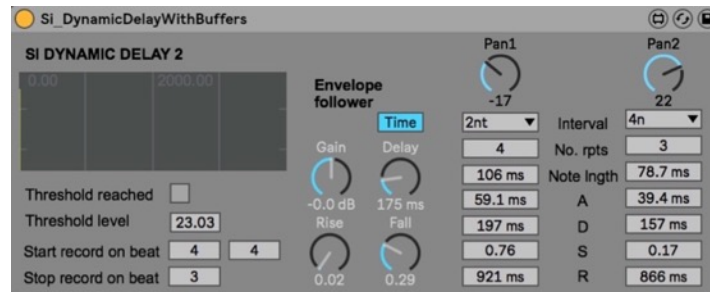 Si_DynamicDelayWithBuffers
SI DYNAMIC DELAY 2
0.00 2000.00
Threshold reached
Threshold level 23.03
Start record on beat 4 4
Stop record on beat 3
Envelope
follower
Time
Gain Delay
-0.0 dB 175 ms
Rise Fall
0.02 0.29
Pan1 Pan2
-17 22
2nt Interval 4n
4 No. rpts 3
106 ms Note lngth 78.7 ms
59.1 ms A 39.4 ms
197 ms D 157 ms
0.76 S 0.17
921 ms R 866 ms